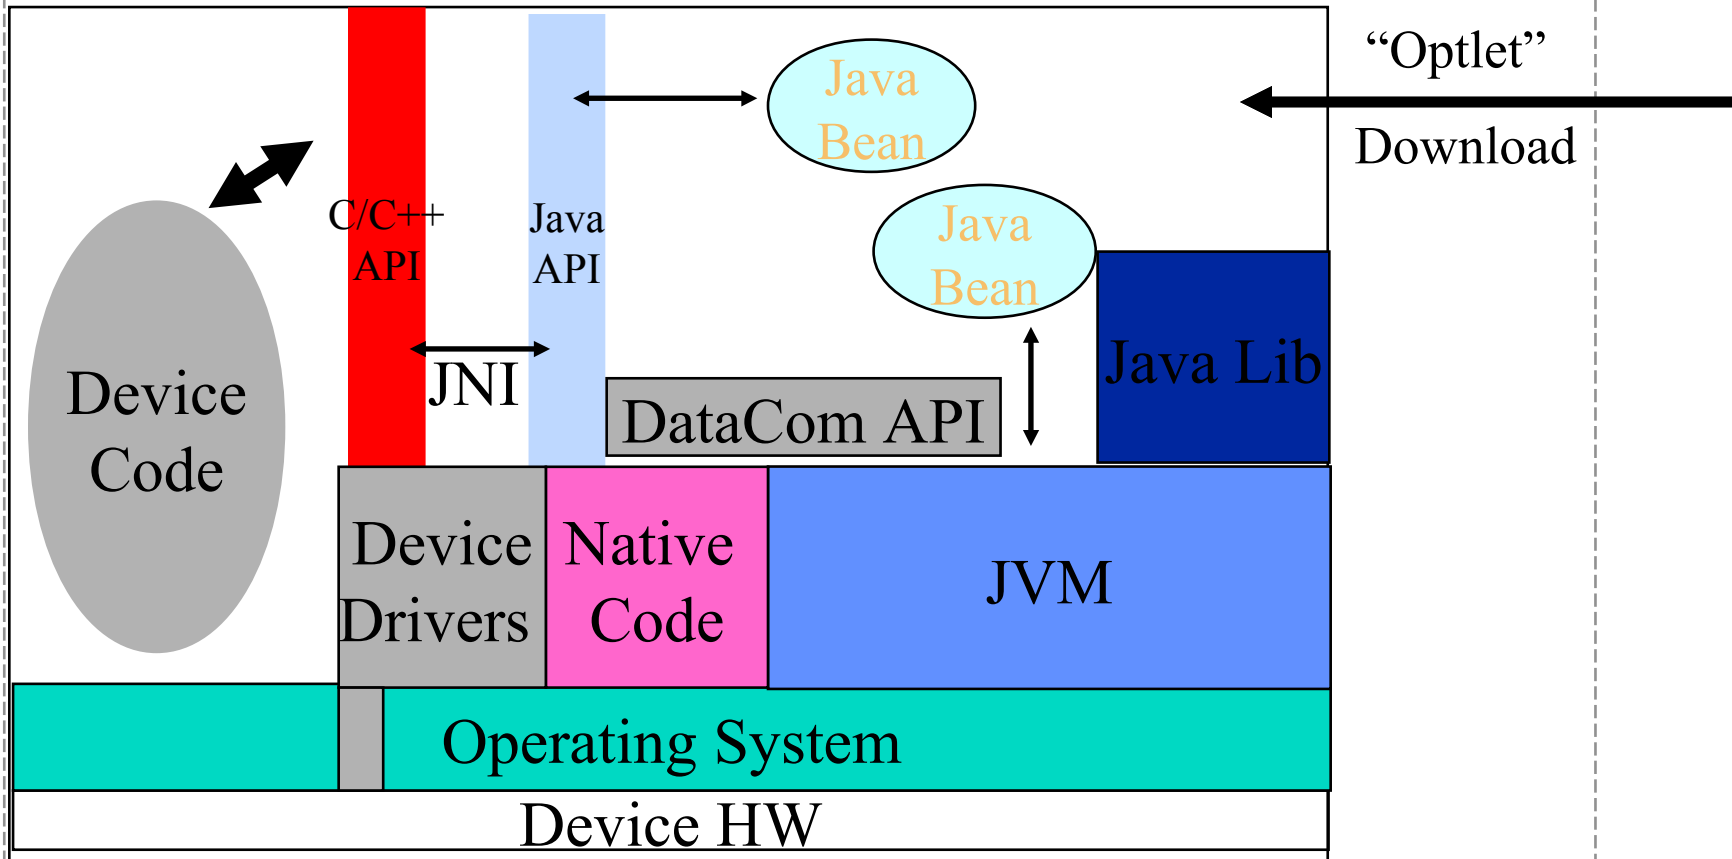 “Optlet”
Download
Java
Bean
Java
Bean
C/C++
API
Java
API
JNI
Device
Code
DataCom API
Java Lib
Device
Drivers
Native
Code
JVM
Operating System
Device HW